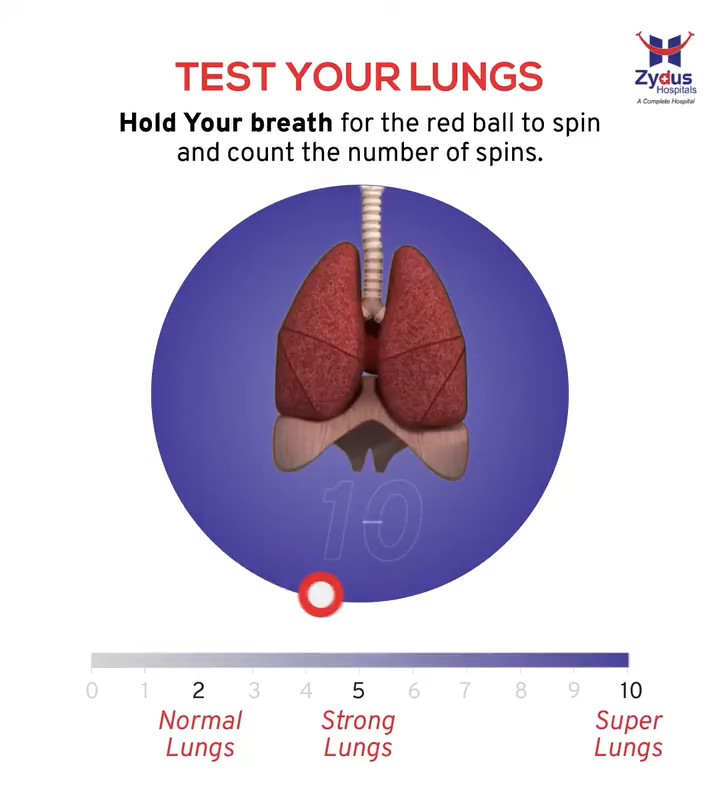 TEST YOUR LUNGS
Zydus
Hospitals
A Complete Hospital
Hold Your breath for the red ball to spin
and count the number of spins.
10
0 1 2 3 4 5 6 7 8 9 10
Normal Strong Super
Lungs Lungs Lungs